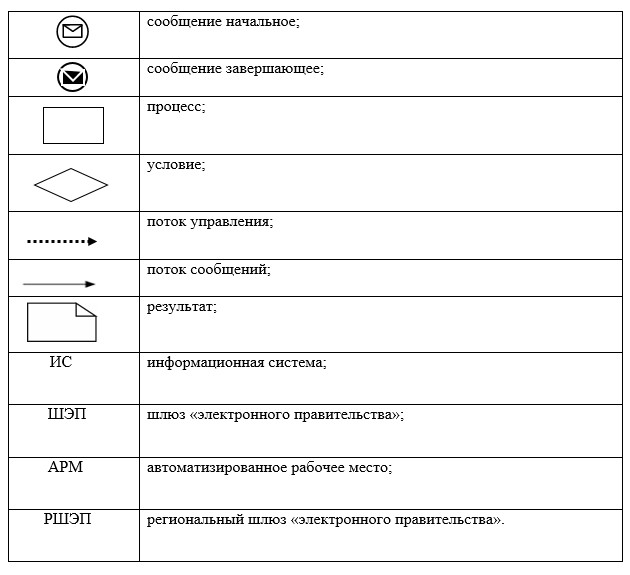 сообщение начальное;
сообщение завершающее;
процесс;
условие;
поток управления;
поток сообщений;
результат;
ИС информационная система;
ШЭП шлюз «электронного правительства»;
АРМ автоматизированное рабочее место;
РШЭП региональный шлюз «электронного правительства».